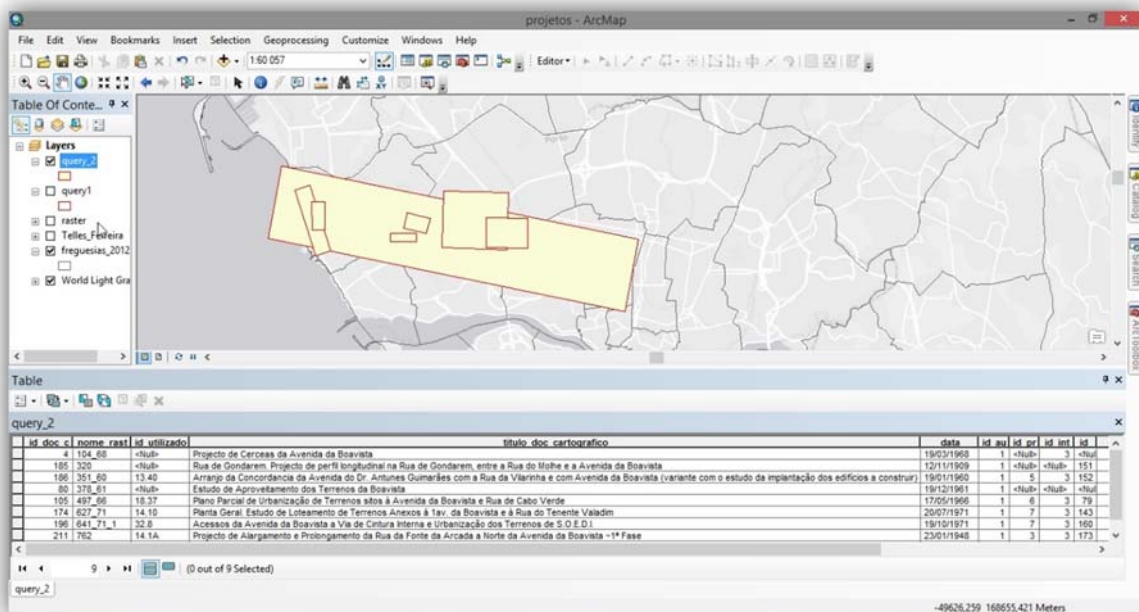 projetos - ArcMap
File Edit View Bookmarks Insert Selection Geoprocessing Customize Windows Help
1:60 057 Editor
Table Of Conte...
Layers
query_2
query1
raster
Telles_Ferreira
freguesias_2012
World Light Gra
Porto
Identify
Catalog
Search
ArcToolbox
Table
query_2
id_doc_c nome_rast id_utilizado titulo_doc_cartografico data id_au id_pr id_int id
4 104_68 <Null> Projecto de Cerceas da Avenida da Boavista 19/03/1968 1 <Null> 3 <Nul
185 320 <Null> Rua de Gondarem. Projecto de perfil longitudinal na Rua de Gondarem, entre a Rua do Molhe e a Avenida da Boavista 12/11/1909 1 <Null> <Null> 151
186 351_60 13.40 Arranjo da Concordancia da Avenida do Dr. Antunes Guimarães com a Rua da Vilarinha e com Avenida da Boavista (variante com o estudo da implantação dos edifícios a construir) 19/01/1960 1 5 3 152
80 378_61 <Null> Estudo de Aproveitamento dos Terrenos da Boavista 19/12/1961 1 <Null> <Null> <Nul
105 497_66 18.37 Plano Parcial de Urbanização de Terrenos sitos à Avenida da Boavista e Rua de Cabo Verde 17/05/1966 1 6 3 79
174 627_71 14.10 Planta Geral. Estudo de Loteamento de Terrenos Anexos à 1av. da Boavista e à Rua do Tenente Valadim 20/07/1971 1 7 3 143
196 641_71_1 32.8 Acessos da Avenida da Boavista a Via de Cintura Interna e Urbanização dos Terrenos de S.O.E.D.I. 19/10/1971 1 7 3 160
211 762 14.1A Projecto de Alargamento e Prolongamento da Rua da Fonte da Arcada a Norte da Avenida da Boavista ~1ª Fase 23/01/1948 1 3 3 173
9 (0 out of 9 Selected)
query_2
-49626,259 168655,421 Meters